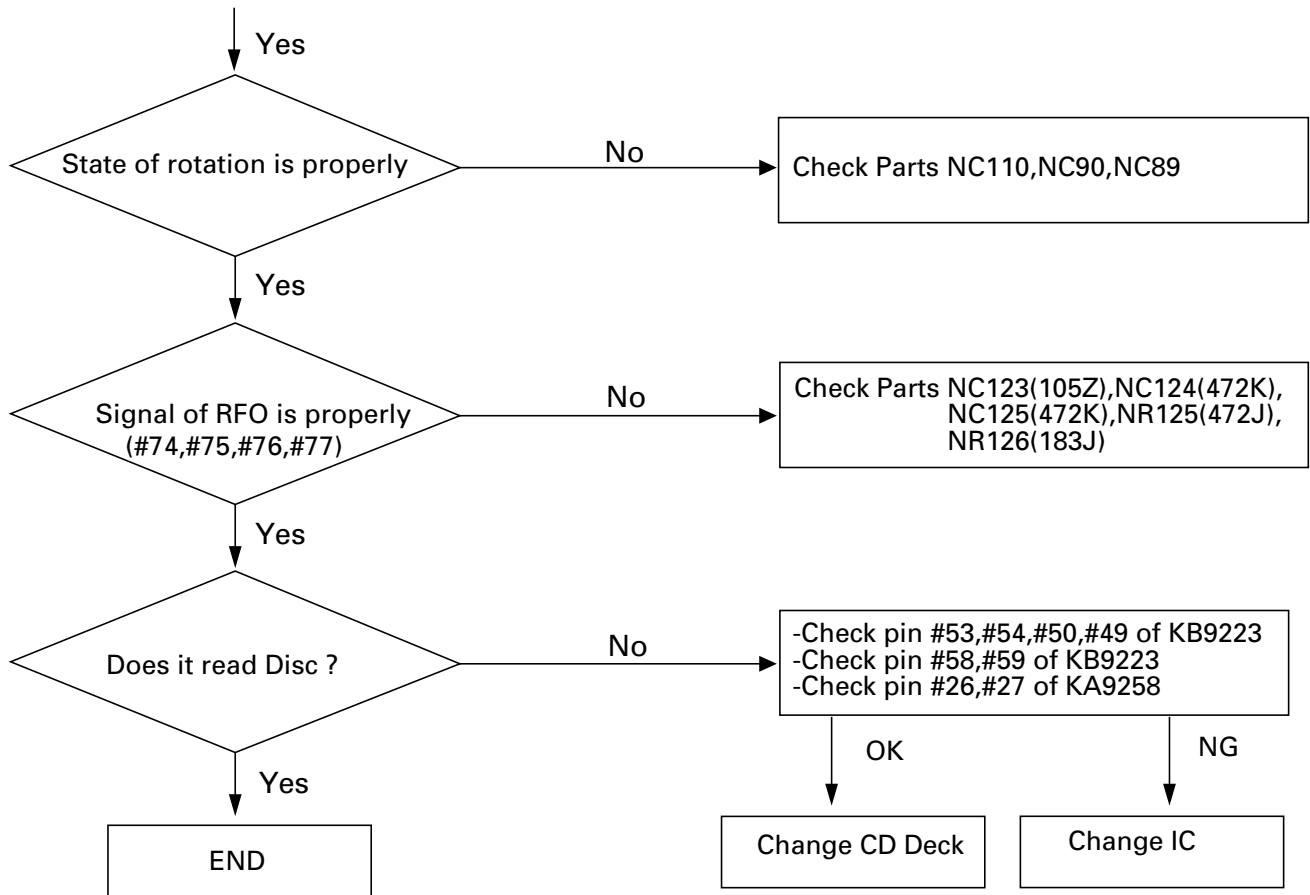 Yes
State of rotation is properly
No
Check Parts NC110,NC90,NC89
Yes
Signal of RFO is properly
(#74,#75,#76,#77)
No
Check Parts NC123(105Z),NC124(472K),
NC125(472K),NR125(472J),
NR126(183J)
Yes
Does it read Disc ?
No
-Check pin #53,#54,#50,#49 of KB9223
-Check pin #58,#59 of KB9223
-Check pin #26,#27 of KA9258
Yes
OK
NG
END
Change CD Deck
Change IC